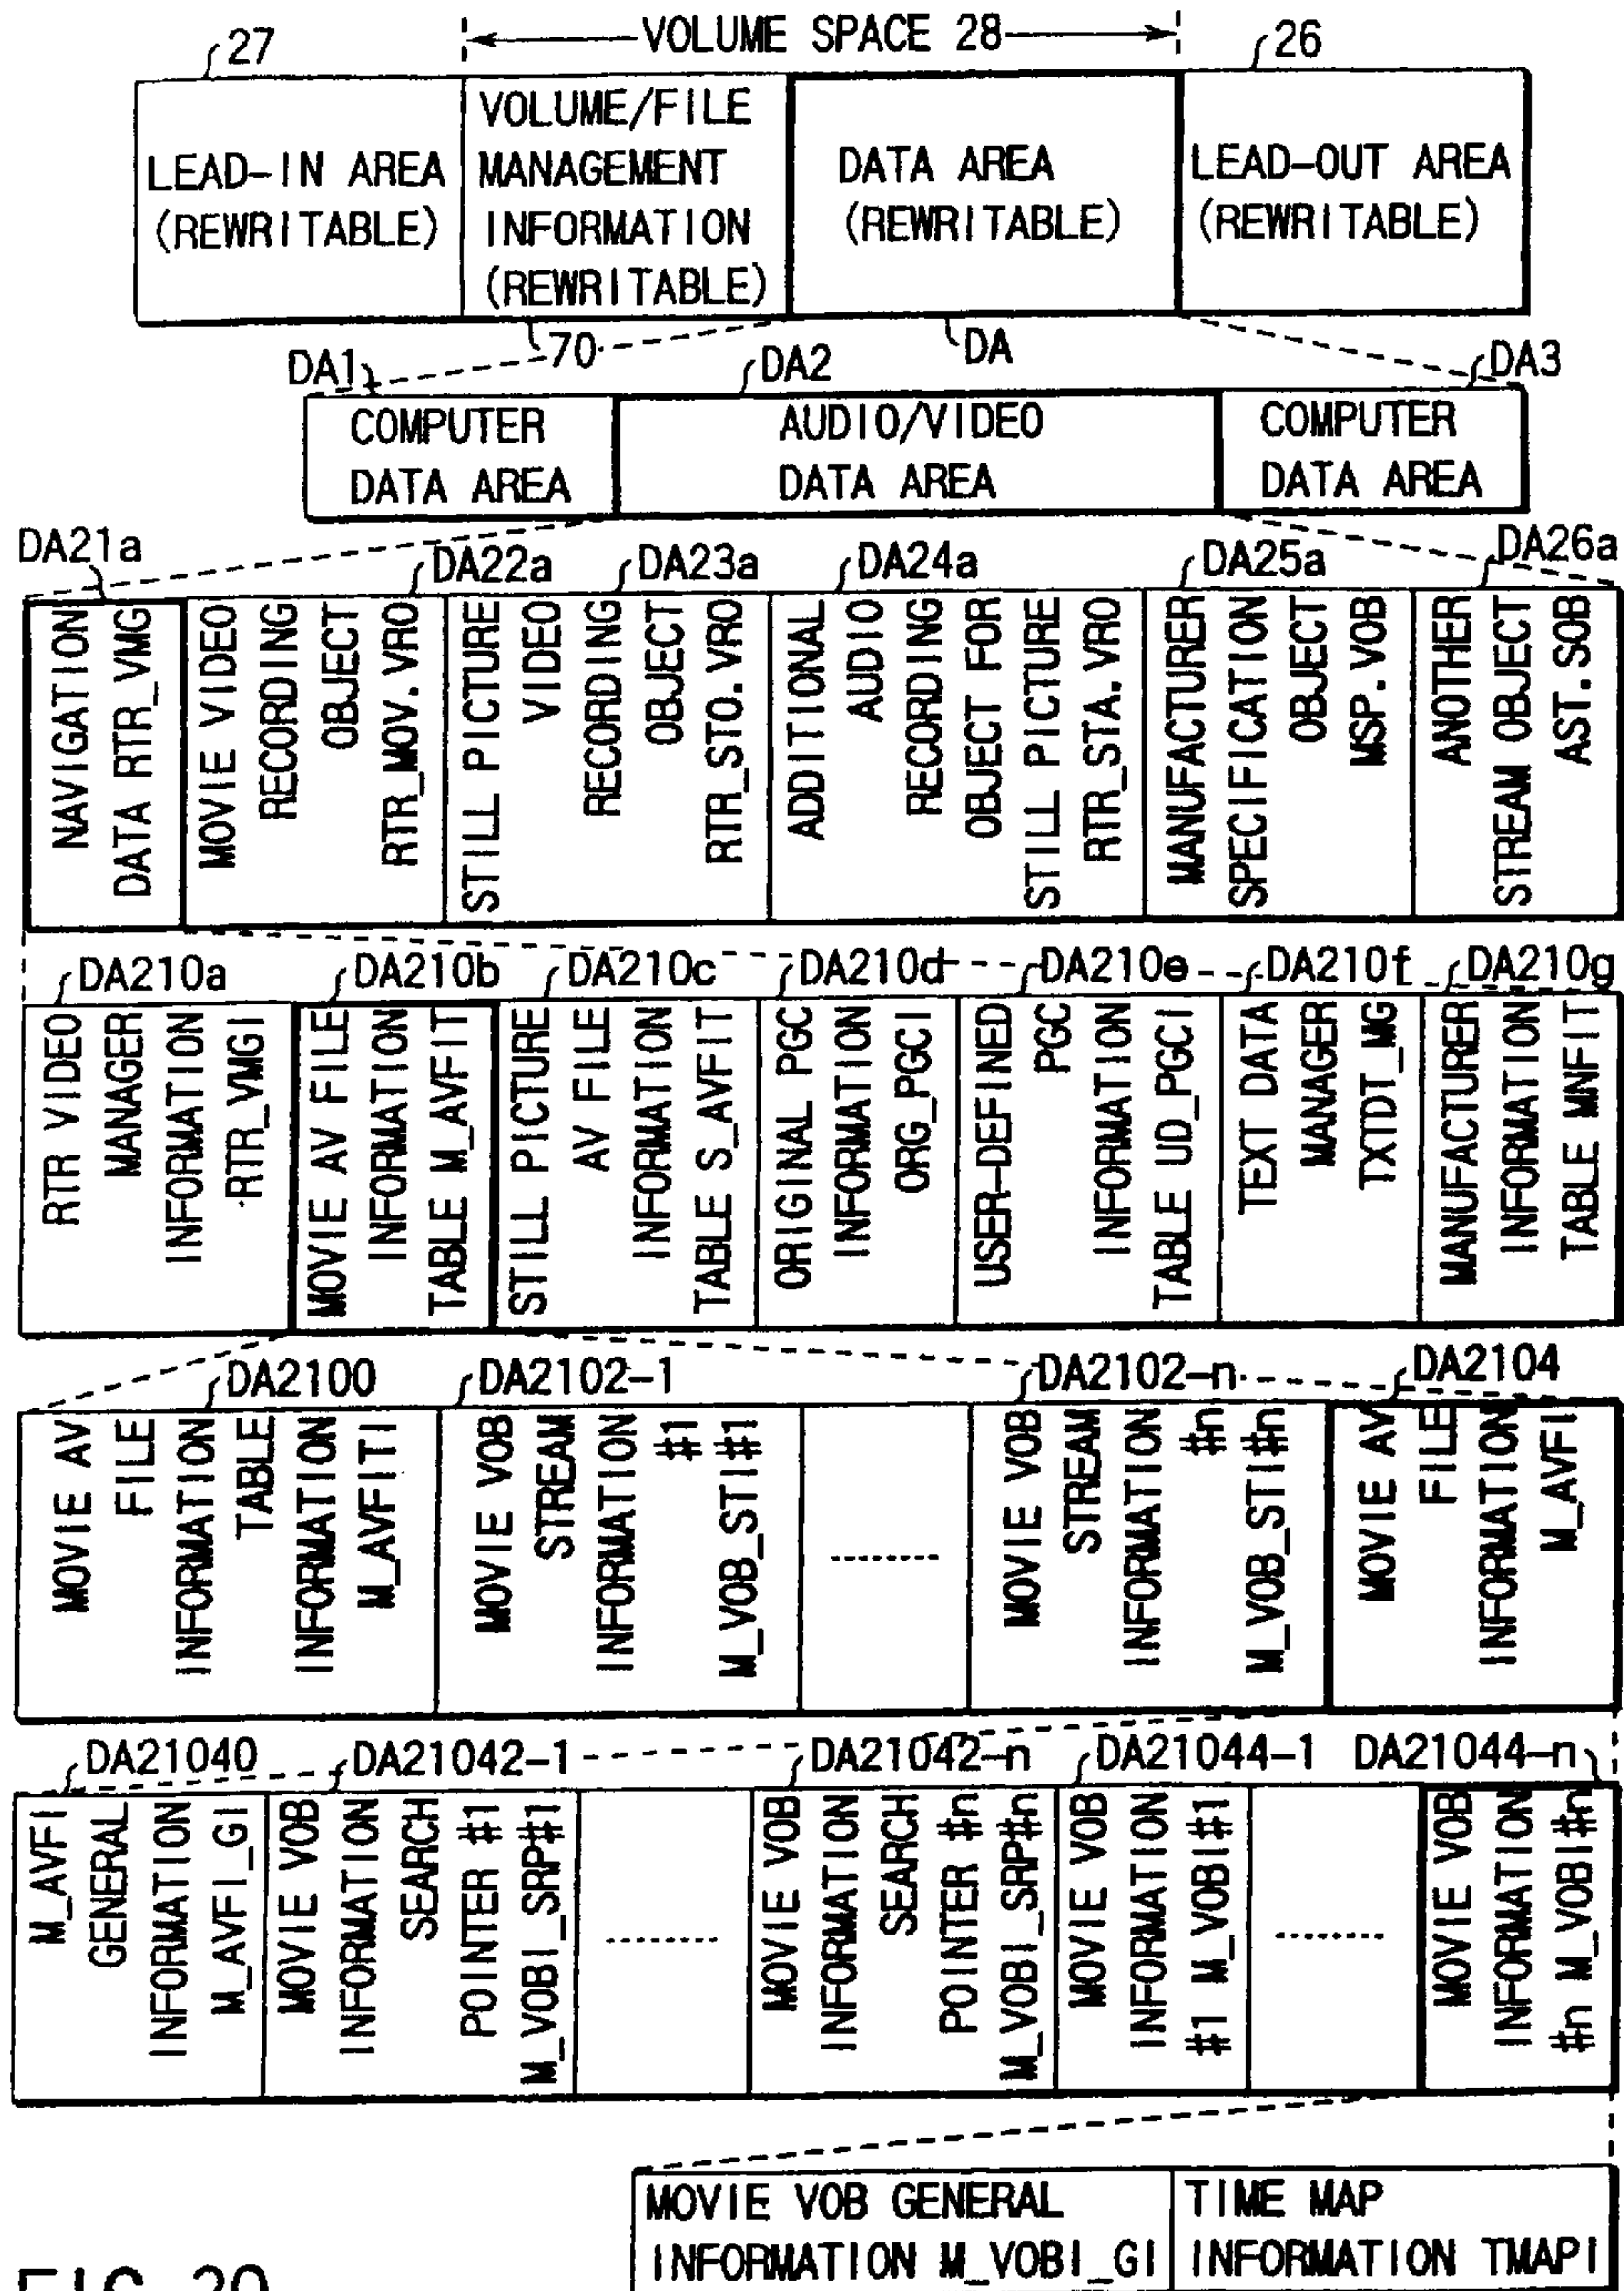 VOLUME SPACE 28
27
26
LEAD-IN AREA
(REWRITABLE)
VOLUME/FILE
MANAGEMENT
INFORMATION
(REWRITABLE)
DATA AREA
(REWRITABLE)
LEAD-OUT AREA
(REWRITABLE)
70
DA
DA1
DA2
DA3
COMPUTER
DATA AREA
AUDIO/VIDEO
DATA AREA
COMPUTER
DATA AREA
DA21a
DA22a
DA23a
DA24a
DA25a
DA26a
NAVIGATION
DATA RTR_VMG
MOVIE VIDEO
RECORDING
OBJECT
RTR_MOV.VRO
STILL PICTURE
VIDEO
RECORDING
OBJECT
RTR_STO.VRO
ADDITIONAL
AUDIO
RECORDING
OBJECT FOR
STILL PICTURE
RTR_STA.VRO
MANUFACTURER
SPECIFICATION
OBJECT
MSP.VOB
ANOTHER
STREAM OBJECT
AST.SOB
DA210a
DA210b
DA210c
DA210d
DA210e
DA210f
DA210g
RTR VIDEO
MANAGER
INFORMATION
RTR_VMGI
MOVIE AV FILE
INFORMATION
TABLE M_AVFIT
STILL PICTURE
AV FILE
INFORMATION
TABLE S_AVFIT
ORIGINAL PGC
INFORMATION
ORG_PGCI
USER-DEFINED
PGC
INFORMATION
TABLE UD_PGCI
TEXT DATA
MANAGER
TXTDT_MG
MANUFACTURER
INFORMATION
TABLE MNFIT
DA2100
DA2102-1
DA2102-n
DA2104
MOVIE AV
FILE
INFORMATION
TABLE
INFORMATION
M_AVFITI
MOVIE VOB
STREAM
INFORMATION
#1
M_VOB_STI#1
MOVIE VOB
STREAM
INFORMATION
#n
M_VOB_STI#n
MOVIE AV
FILE
INFORMATION
M_AVFI
DA21040
DA21042-1
DA21042-n
DA21044-1
DA21044-n
M_AVFI
GENERAL
INFORMATION
M_AVFI_GI
MOVIE VOB
INFORMATION
SEARCH
POINTER #1
M_VOBI_SRP#1
MOVIE VOB
INFORMATION
SEARCH
POINTER #n
M_VOBI_SRP#n
MOVIE VOB
INFORMATION
#1 M_VOBI#1
MOVIE VOB
INFORMATION
#n M_VOBI#n
MOVIE VOB GENERAL
INFORMATION M_VOBI_GI
TIME MAP
INFORMATION TMAPI